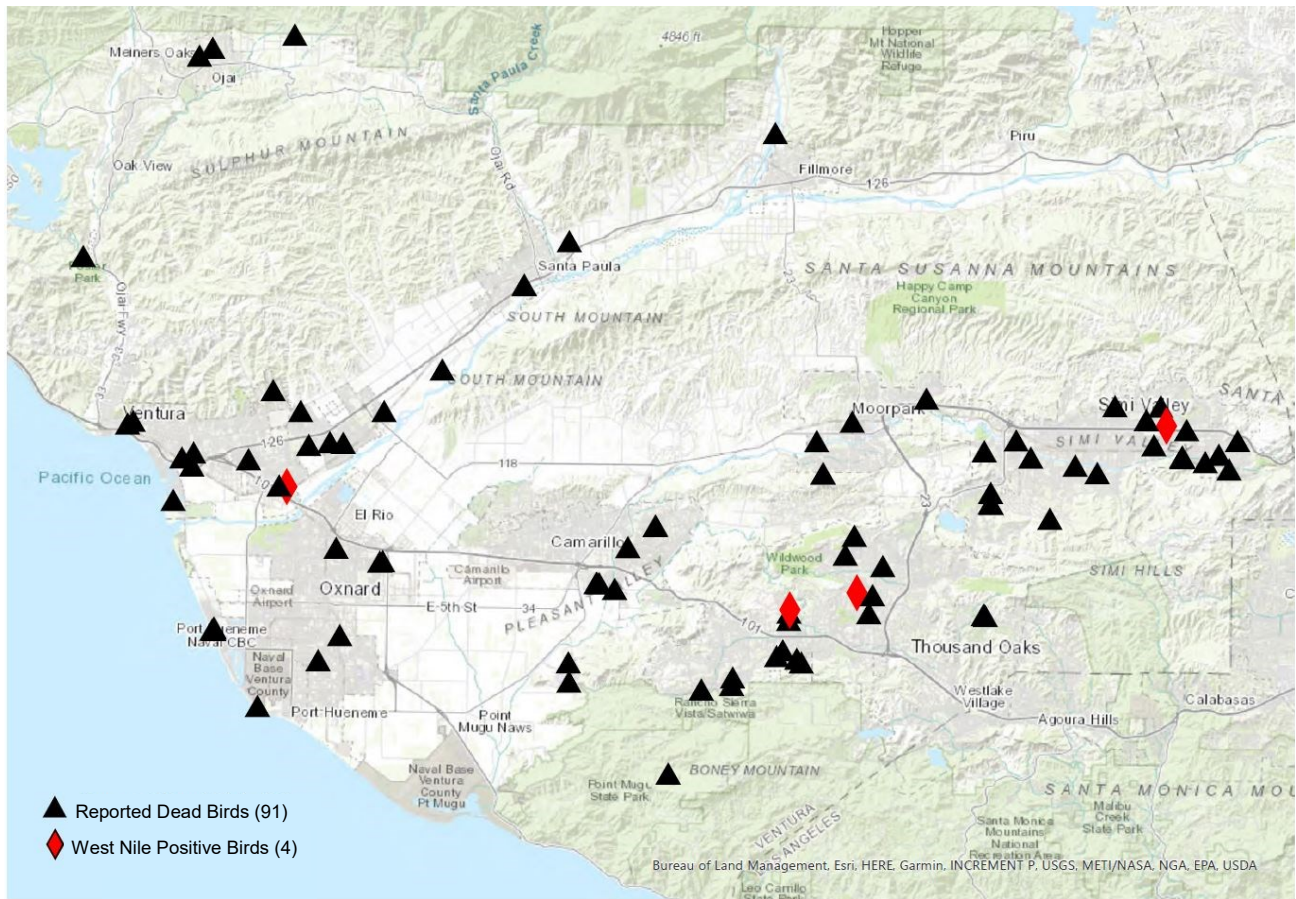 4846 ft
Hopper
Mt National
Wildlife
Refuge
Meiners Oaks
Ojai
Santa Paula Creek
Piru
Oak View
SULPHUR MOUNTAIN
Ojai Rd
Fillmore
126
Santa Paula
23
SANTA SUSANNA MOUNTAINS
Park
Happy Camp
Canyon
Regional Park
Ojai Fwy
SOUTH MOUNTAIN
33
SOUTH MOUNTAIN
SANTA
Ventura
Moorpark
Simi Valley
126
SIMI VALLEY
118
Pacific Ocean
101
23
El Rio
Camarillo
Wildwood
Park
Camarillo
Airport
SIMI HILLS
Oxnard
Airport
Oxnard
E-5th-St
34
PLEASANT VALLEY
101
Port Hueneme
Naval CBC
Thousand Oaks
Naval
Base
Ventura
County
Westlake
Village
Calabasas
Rancho Sierra
Vista/Satwiwa
Port-Hueneme
Point
Mugu Naws
Agoura Hills
Naval Base
Ventura
County
Pt Mugu
BONEY MOUNTAIN
Point Mugu
State Park
SANTA MONICA MOU
Malibu
Creek
State Park
VENTURA
LOS ANGELES
Santa Monica
Mountains
National
Recreation Area
Reported Dead Birds (91)
West Nile Positive Birds (4)
Bureau of Land Management, Esri, HERE, Garmin, INCREMENT P, USGS, METI/NASA, NGA, EPA, USDA
Leo Carrillo
State Park